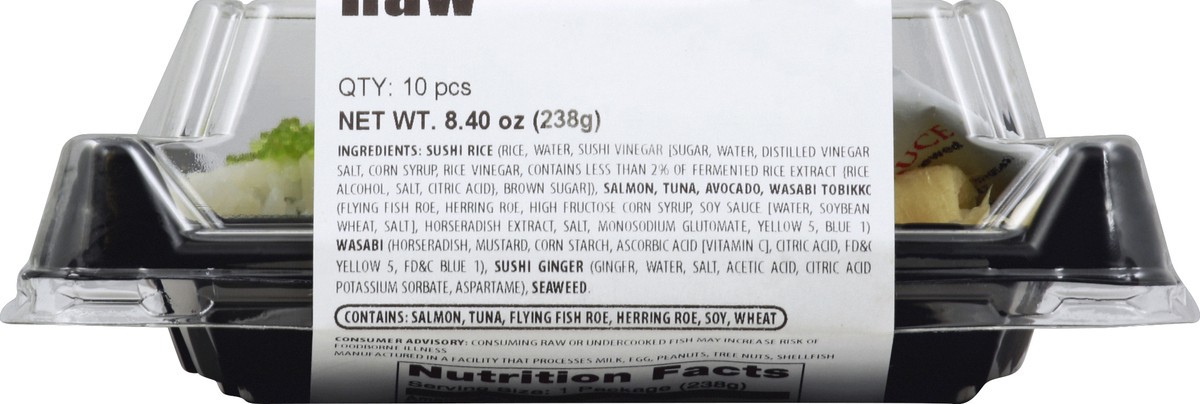 Raw
QTY: 10 pcs
NET WT. 8.40 oz (238g)
INGREDIENTS: SUSHI RICE (RICE, WATER, SUSHI VINEGAR [SUGAR, WATER, DISTILLED VINEGAR
SALT, CORN SYRUP, RICE VINEGAR, CONTAINS LESS THAN 2% OF FERMENTED RICE EXTRACT (RICE
ALCOHOL, SALT, CITRIC ACID), BROWN SUGAR]), SALMON, TUNA, AVOCADO, WASABI TOBIKKC
(FLYING FISH ROE, HERRING ROE, HIGH FRUCTOSE CORN SYRUP, SOY SAUCE [WATER, SOYBEAN
WHEAT, SALT], HORSERADISH EXTRACT, SALT, MONOSODIUM GLUTOMATE, YELLOW 5, BLUE 1)
WASABI (HORSERADISH, MUSTARD, CORN STARCH, ASCORBIC ACID [VITAMIN C], CITRIC ACID, FD&C
YELLOW 5, FD&C BLUE 1), SUSHI GINGER (GINGER, WATER, SALT, ACETIC ACID, CITRIC ACID
POTASSIUM SORBATE, ASPARTAME), SEAWEED.
CONTAINS: SALMON, TUNA, FLYING FISH ROE, HERRING ROE, SOY, WHEAT
CONSUMER ADVISORY: CONSUMING RAW OR UNDERCOOKED FISH MAY INCREASE RISK OF
FOODBORNE ILLNESS
MANUFACTURED IN A FACILITY THAT PROCESSES MILK, EGG, PEANUTS, TREE NUTS, SHELLFISH
Nutrition Facts
Serving Size: 1 Package (238g)
UCE
ewed